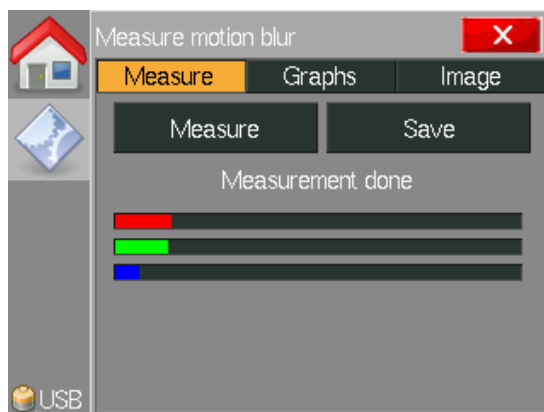 Measure motion blur
Measure Graphs Image
Measure Save
Measurement done
USB